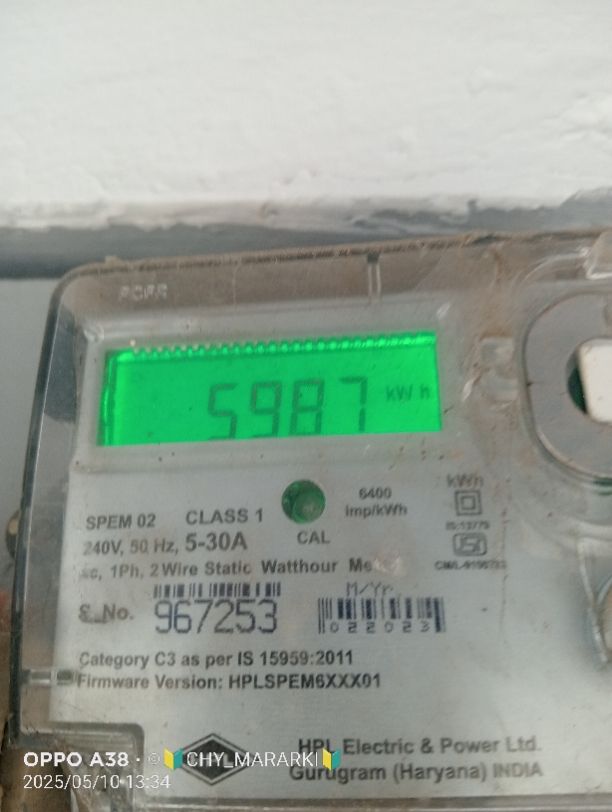 5987 kWh
6400
imp/kWh
kWh
SPEM 02 CLASS 1
CAL
240V, 50 Hz, 5-30A
ac, 1Ph, 2 Wire Static Watthour
S. No. 967253
M/Yr.
022023
Category C3 as per IS 15959:2011
Firmware Version: HPLSPEM6XXX01
HPL
HPL Electric & Power Ltd.
Gurugram (Haryana) INDIA
OPPO A38 · © 🔰CHY_MARARKI🔰
2025/05/10 13:34